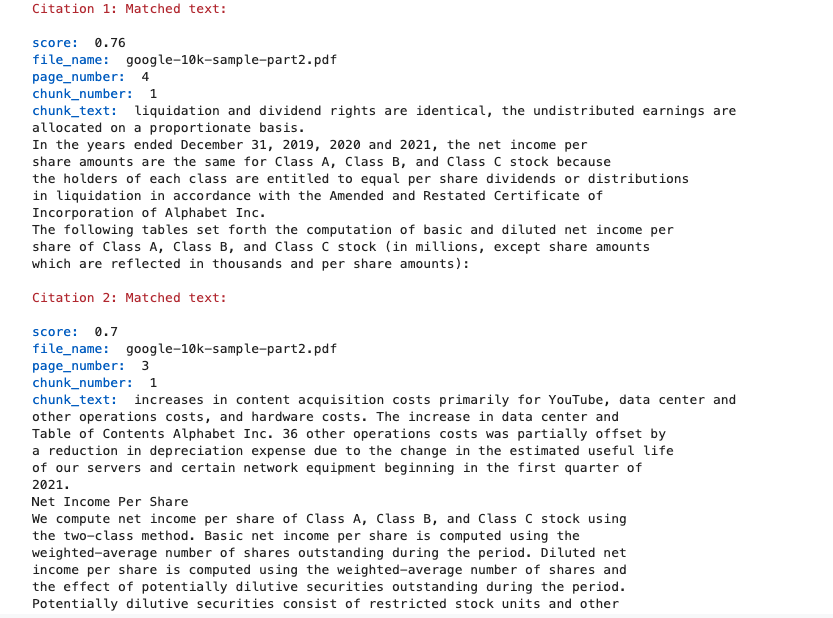 Citation 1: Matched text:
score: 0.76
file_name: google-10k-sample-part2.pdf
page_number: 4
chunk_number: 1
chunk_text: liquidation and dividend rights are identical, the undistributed earnings are
allocated on a proportionate basis.
In the years ended December 31, 2019, 2020 and 2021, the net income per
share amounts are the same for Class A, Class B, and Class C stock because
the holders of each class are entitled to equal per share dividends or distributions
in liquidation in accordance with the Amended and Restated Certificate of
Incorporation of Alphabet Inc.
The following tables set forth the computation of basic and diluted net income per
share of Class A, Class B, and Class C stock (in millions, except share amounts
which are reflected in thousands and per share amounts):
Citation 2: Matched text:
score: 0.7
file_name: google-10k-sample-part2.pdf
page_number: 3
chunk_number: 1
chunk_text: increases in content acquisition costs primarily for YouTube, data center and
other operations costs, and hardware costs. The increase in data center and
Table of Contents Alphabet Inc. 36 other operations costs was partially offset by
a reduction in depreciation expense due to the change in the estimated useful life
of our servers and certain network equipment beginning in the first quarter of
2021.
Net Income Per Share
We compute net income per share of Class A, Class B, and Class C stock using
the two-class method. Basic net income per share is computed using the
weighted-average number of shares outstanding during the period. Diluted net
income per share is computed using the weighted-average number of shares and
the effect of potentially dilutive securities outstanding during the period.
Potentially dilutive securities consist of restricted stock units and other